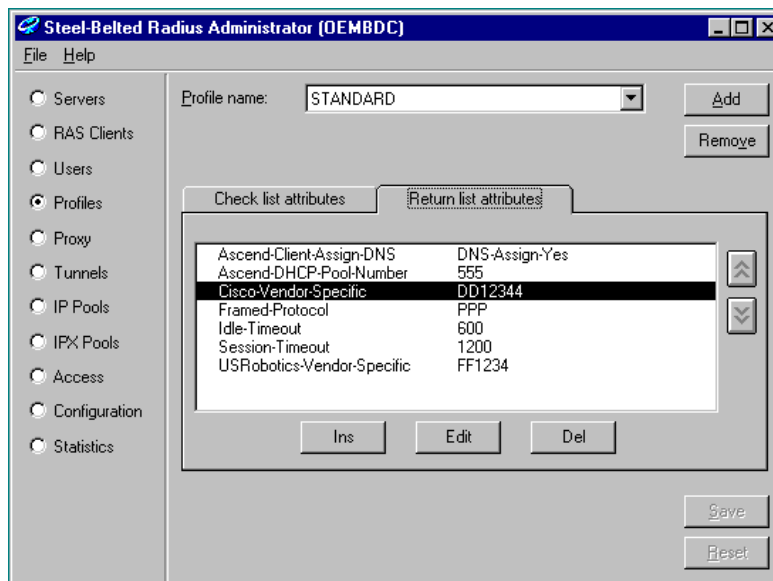 Steel-Belted Radius Administrator (OEMBDC)
File Help
Servers
RAS Clients
Users
Profiles
Proxy
Tunnels
IP Pools
IPX Pools
Access
Configuration
Statistics
Profile name: STANDARD
Add
Remove
Check list attributes Return list attributes
Ascend-Client-Assign-DNS DNS-Assign-Yes
Ascend-DHCP-Pool-Number 555
Cisco-Vendor-Specific DD12344
Framed-Protocol PPP
Idle-Timeout 600
Session-Timeout 1200
USRobotics-Vendor-Specific FF1234
Ins Edit Del
Save
Reset